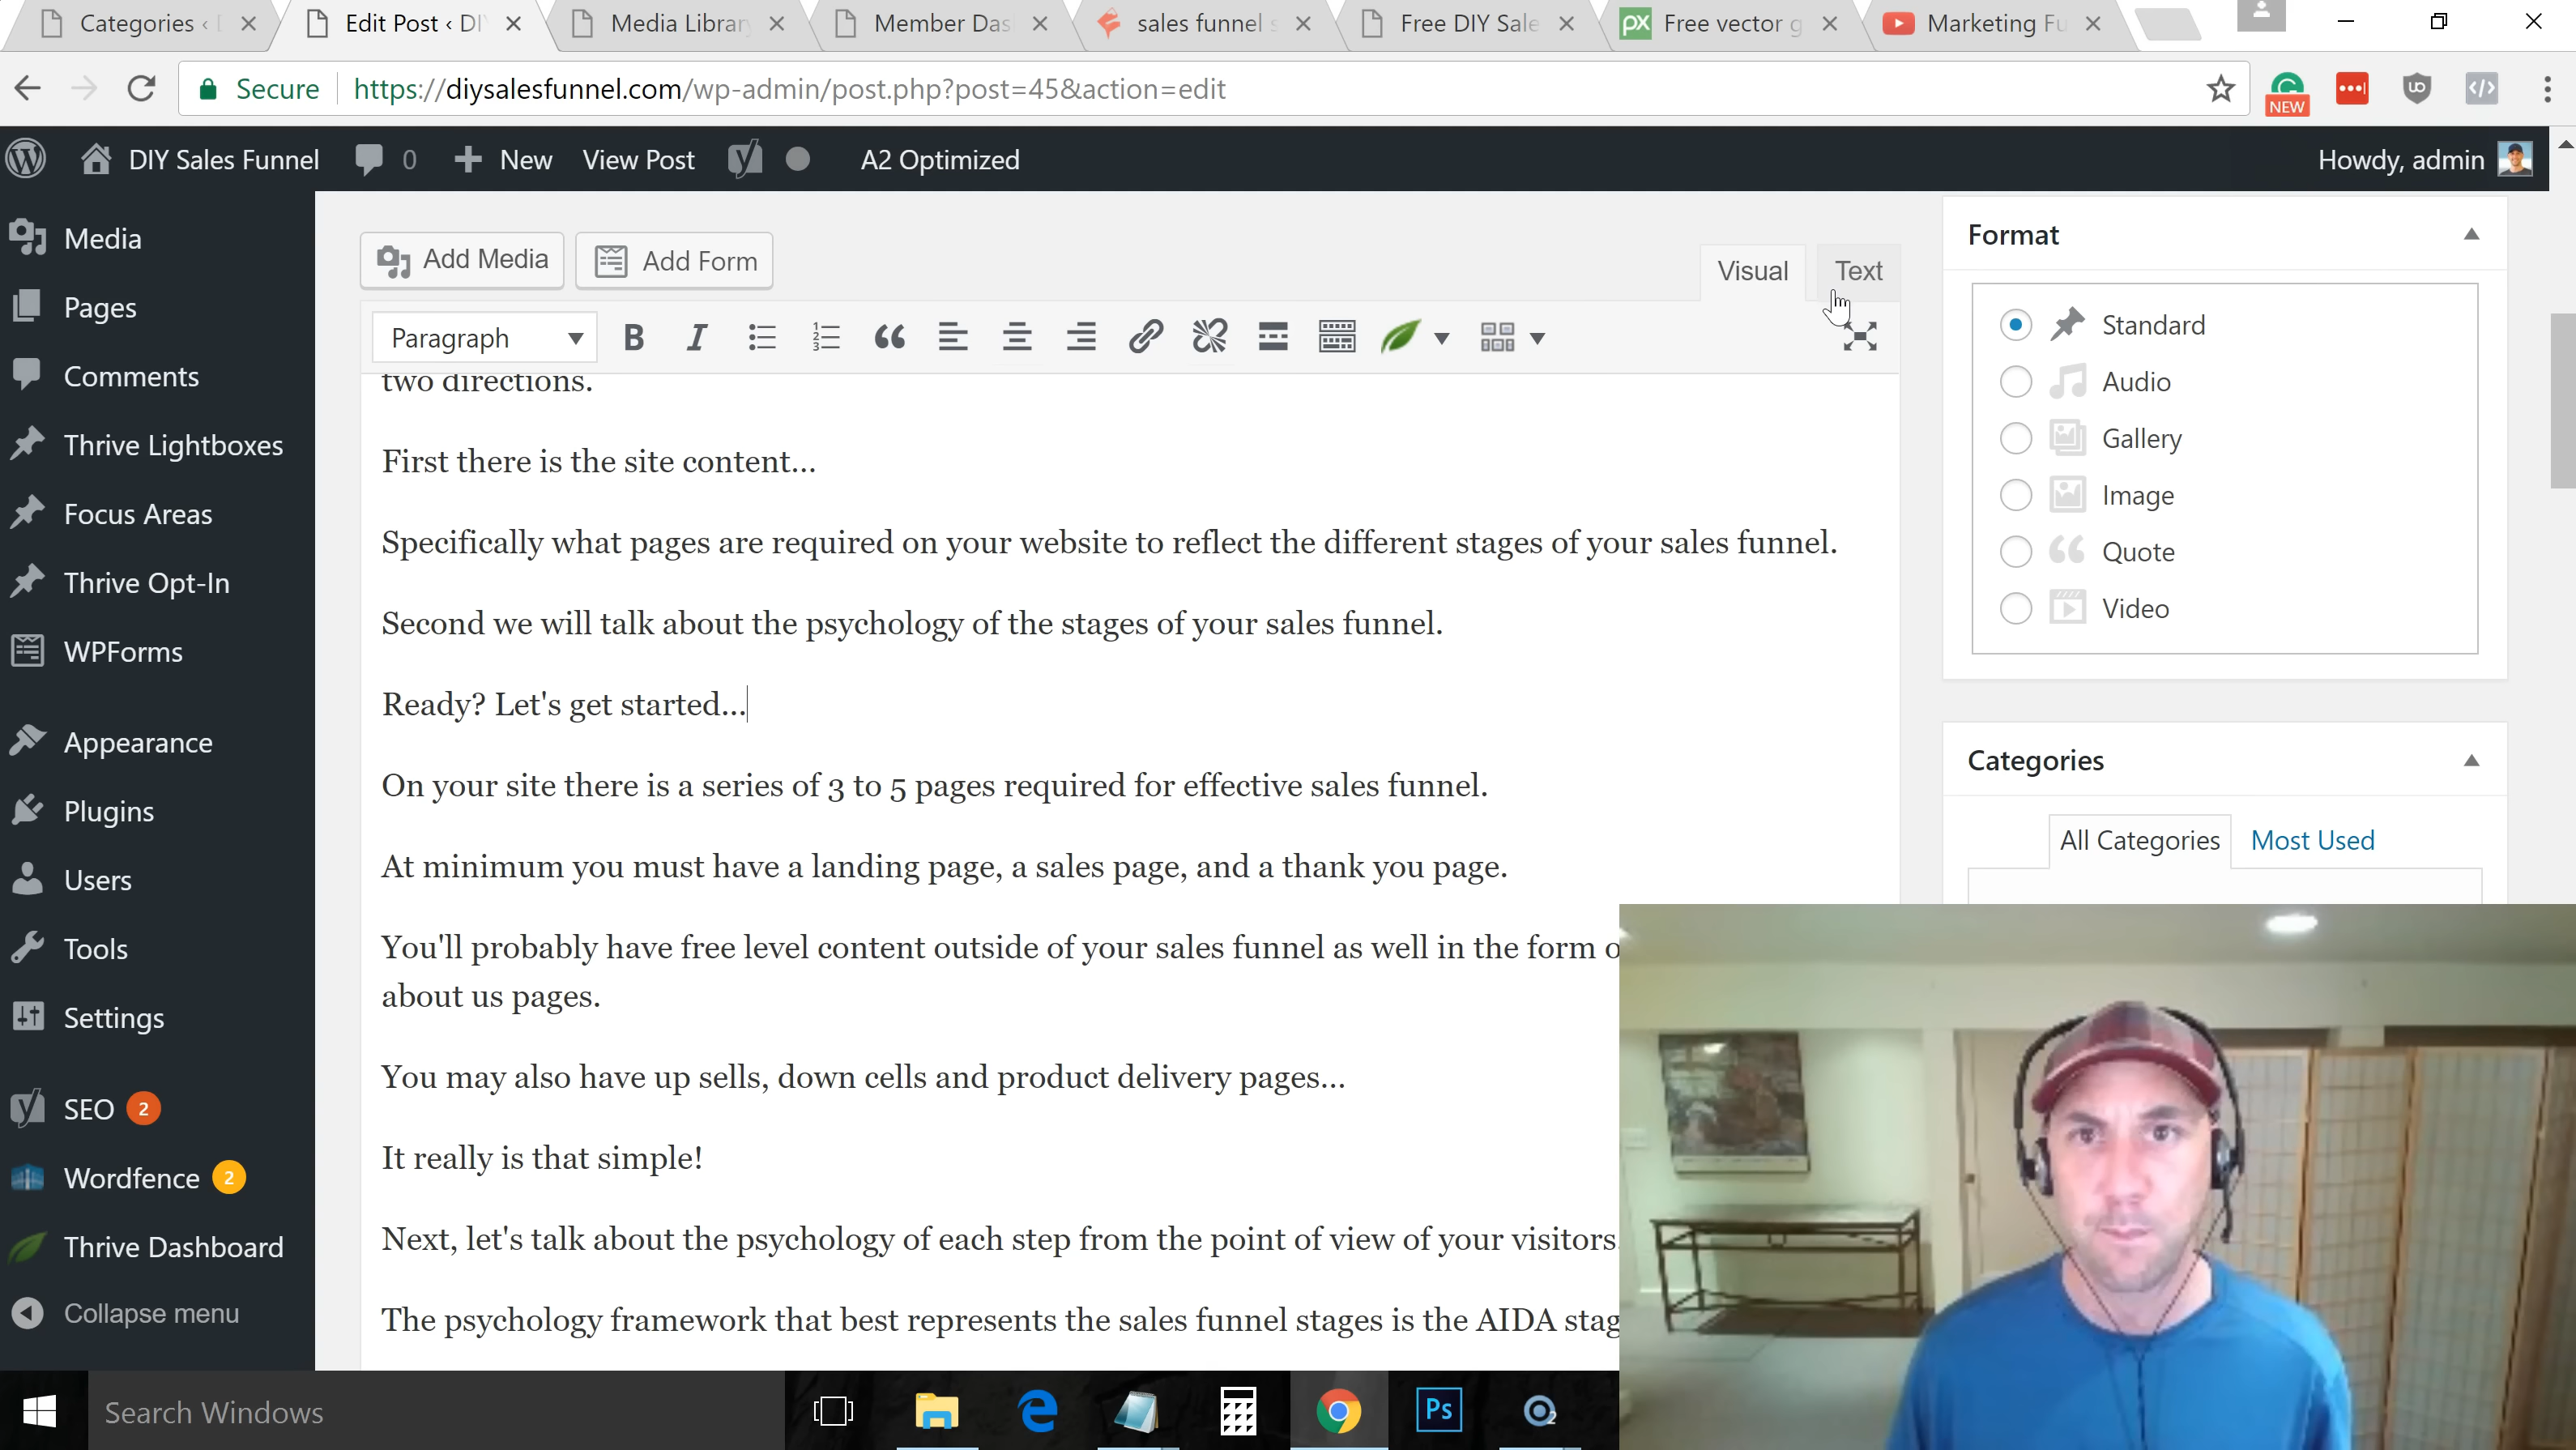 Categories ‹
Edit Post ‹ DI
Media Librar
Member Das
sales funnel s
Free DIY Sale
px
Free vector g
Marketing Fu
Secure
https://diysalesfunnel.com/wp-admin/post.php?post=45&action=edit
NEW
DIY Sales Funnel
0
New
View Post
A2 Optimized
Howdy, admin
Media
Pages
Comments
Thrive Lightboxes
Focus Areas
Thrive Opt-In
WPForms
Appearance
Plugins
Users
Tools
Settings
SEO 2
Wordfence 2
Thrive Dashboard
Collapse menu
Add Media
Add Form
Visual
Text
Paragraph
two directions.
First there is the site content...
Specifically what pages are required on your website to reflect the different stages of your sales funnel.
Second we will talk about the psychology of the stages of your sales funnel.
Ready? Let's get started...
On your site there is a series of 3 to 5 pages required for effective sales funnel.
At minimum you must have a landing page, a sales page, and a thank you page.
You'll probably have free level content outside of your sales funnel as well in the form
about us pages.
You may also have up sells, down cells and product delivery pages...
It really is that simple!
Next, let's talk about the psychology of each step from the point of view of your visitors
The psychology framework that best represents the sales funnel stages is the AIDA stag
Format
Standard
Audio
Gallery
Image
Quote
Video
Categories
All Categories
Most Used
Search Windows
Ps